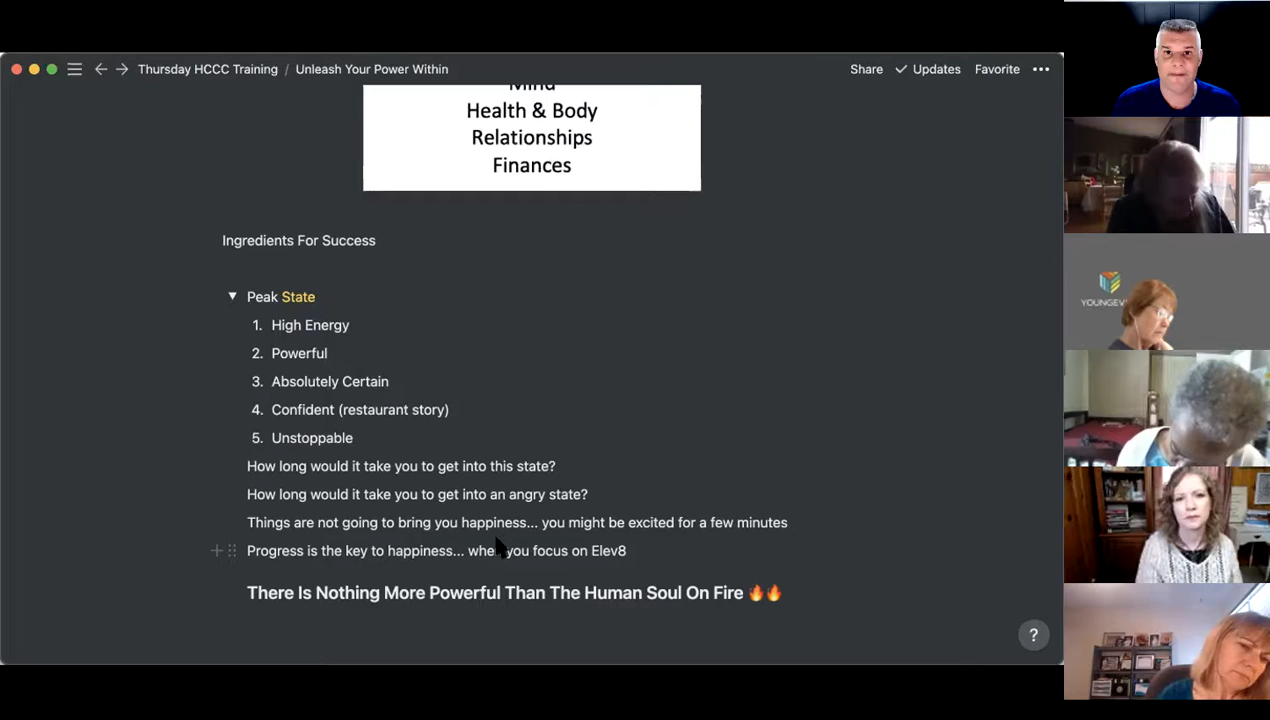 Thursday HCCC Training / Unleash Your Power Within
Share ✓ Updates Favorite •••
Mind
Health & Body
Relationships
Finances
Ingredients For Success
▼ Peak State
1. High Energy
2. Powerful
3. Absolutely Certain
4. Confident (restaurant story)
5. Unstoppable
How long would it take you to get into this state?
How long would it take you to get into an angry state?
Things are not going to bring you happiness... you might be excited for a few minutes
Progress is the key to happiness... when you focus on Elev8
There Is Nothing More Powerful Than The Human Soul On Fire 🔥🔥
?
YOUNGEV